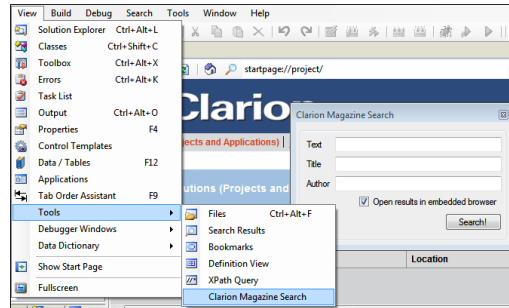 View Build Debug Search Tools Window Help
Solution Explorer Ctrl+Alt+L
Classes Ctrl+Shift+C
Toolbox Ctrl+Alt+X
Errors Ctrl+Alt+K
Task List
Output Ctrl+Alt+O
Properties F4
Control Templates
Data / Tables F12
Applications
Tab Order Assistant F9
Tools
Debugger Windows
Data Dictionary
Show Start Page
Fullscreen
startpage://project/
Clarion
jects and Applications)
utions (Projects and
Files Ctrl+Alt+F
Search Results
Bookmarks
Definition View
XPath Query
Clarion Magazine Search
Clarion Magazine Search
Text
Title
Author
Open results in embedded browser
Search!
Location